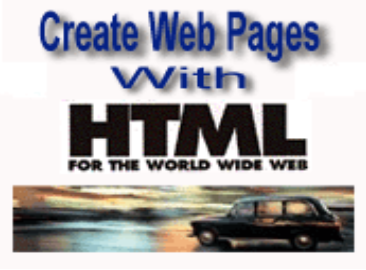 Create Web Pages
With
HTML
FOR THE WORLD WIDE WEB